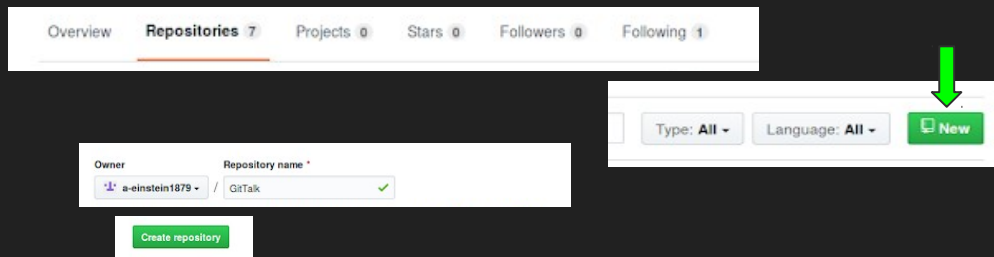 Overview Repositories 7 Projects 0 Stars 0 Followers 0 Following 1
Type: All Language: All New
Owner Repository name *
a-einstein1879 / GitTalk
Create repository